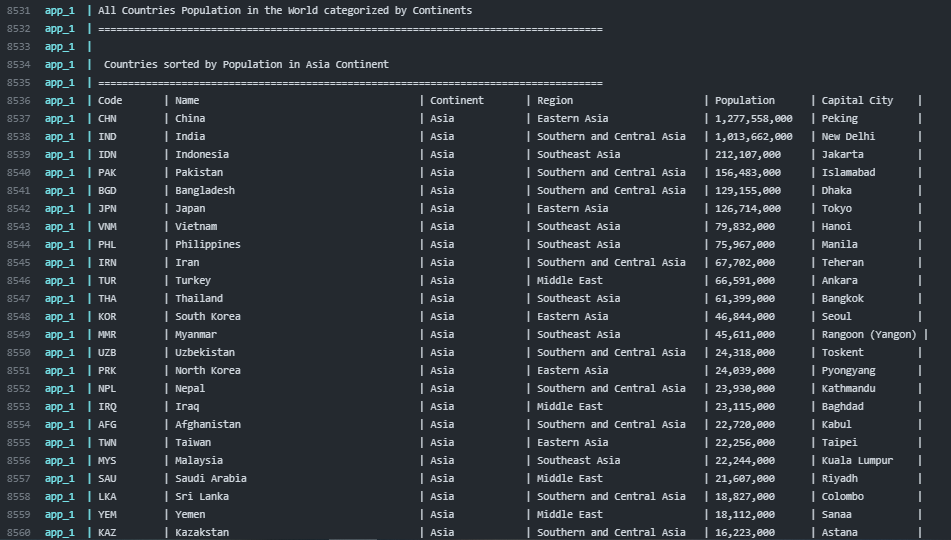 8531 app_1 | All Countries Population in the World categorized by Continents
8532 app_1 | =====================================================================================
8533 app_1 |
8534 app_1 |  Countries sorted by Population in Asia Continent
8535 app_1 | =====================================================================================
8536 app_1 | Code | Name | Continent | Region | Population | Capital City |
8537 app_1 | CHN | China | Asia | Eastern Asia | 1,277,558,000 | Peking |
8538 app_1 | IND | India | Asia | Southern and Central Asia | 1,013,662,000 | New Delhi |
8539 app_1 | IDN | Indonesia | Asia | Southeast Asia | 212,107,000 | Jakarta |
8540 app_1 | PAK | Pakistan | Asia | Southern and Central Asia | 156,483,000 | Islamabad |
8541 app_1 | BGD | Bangladesh | Asia | Southern and Central Asia | 129,155,000 | Dhaka |
8542 app_1 | JPN | Japan | Asia | Eastern Asia | 126,714,000 | Tokyo |
8543 app_1 | VNM | Vietnam | Asia | Southeast Asia | 79,832,000 | Hanoi |
8544 app_1 | PHL | Philippines | Asia | Southeast Asia | 75,967,000 | Manila |
8545 app_1 | IRN | Iran | Asia | Southern and Central Asia | 67,702,000 | Teheran |
8546 app_1 | TUR | Turkey | Asia | Middle East | 66,591,000 | Ankara |
8547 app_1 | THA | Thailand | Asia | Southeast Asia | 61,399,000 | Bangkok |
8548 app_1 | KOR | South Korea | Asia | Eastern Asia | 46,844,000 | Seoul |
8549 app_1 | MMR | Myanmar | Asia | Southeast Asia | 45,611,000 | Rangoon (Yangon) |
8550 app_1 | UZB | Uzbekistan | Asia | Southern and Central Asia | 24,318,000 | Toskent |
8551 app_1 | PRK | North Korea | Asia | Eastern Asia | 24,039,000 | Pyongyang |
8552 app_1 | NPL | Nepal | Asia | Southern and Central Asia | 23,930,000 | Kathmandu |
8553 app_1 | IRQ | Iraq | Asia | Middle East | 23,115,000 | Baghdad |
8554 app_1 | AFG | Afghanistan | Asia | Southern and Central Asia | 22,720,000 | Kabul |
8555 app_1 | TWN | Taiwan | Asia | Eastern Asia | 22,256,000 | Taipei |
8556 app_1 | MYS | Malaysia | Asia | Southeast Asia | 22,244,000 | Kuala Lumpur |
8557 app_1 | SAU | Saudi Arabia | Asia | Middle East | 21,607,000 | Riyadh |
8558 app_1 | LKA | Sri Lanka | Asia | Southern and Central Asia | 18,827,000 | Colombo |
8559 app_1 | YEM | Yemen | Asia | Middle East | 18,112,000 | Sanaa |
8560 app_1 | KAZ | Kazakstan | Asia | Southern and Central Asia | 16,223,000 | Astana |